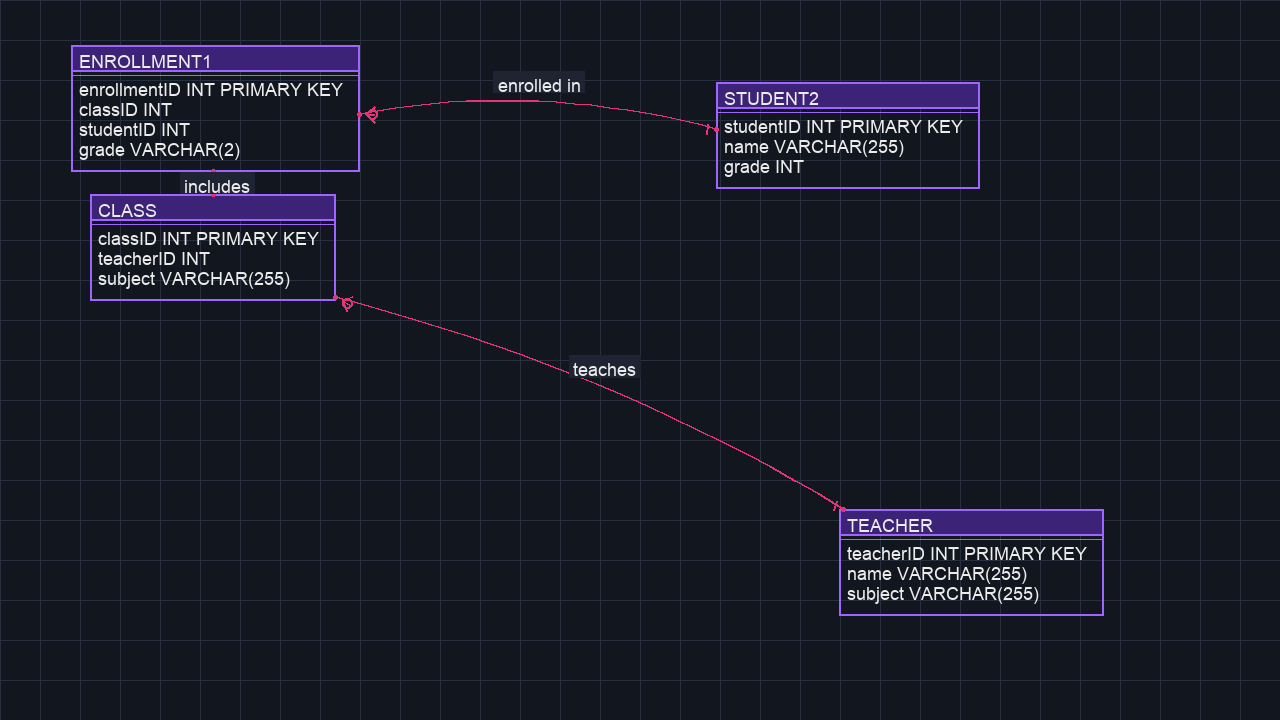 ENROLLMENT1
enrollmentID INT PRIMARY KEY
classID INT
studentID INT
grade VARCHAR(2)
enrolled in
STUDENT2
studentID INT PRIMARY KEY
name VARCHAR(255)
grade INT
includes
CLASS
classID INT PRIMARY KEY
teacherID INT
subject VARCHAR(255)
teaches
TEACHER
teacherID INT PRIMARY KEY
name VARCHAR(255)
subject VARCHAR(255)